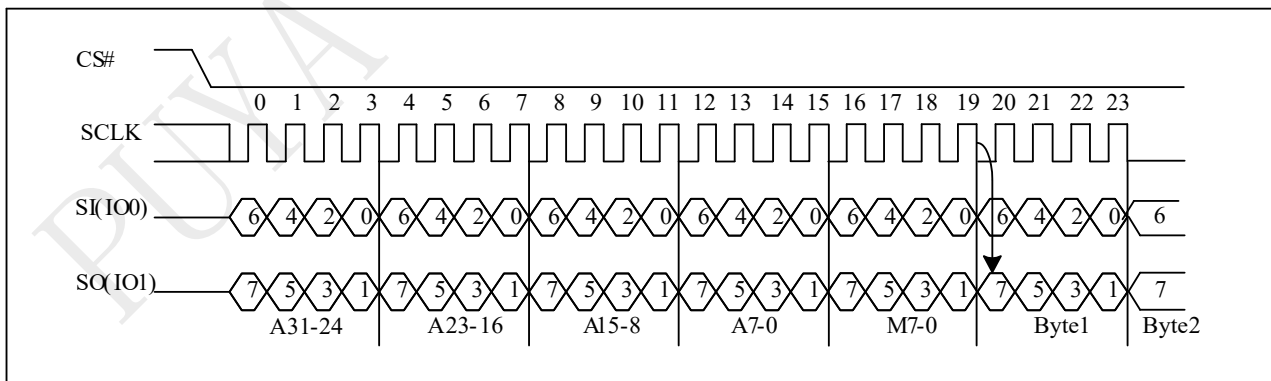 CS#
0 1 2 3 4 5 6 7 8 9 10 11 12 13 14 15 16 17 18 19 20 21 22 23
SCLK
SI(IO0) 6 4 2 0 6 4 2 0 6 4 2 0 6 4 2 0 6 4 2 0 6 4 2 0 6
SO(IO1) 7 5 3 1 7 5 3 1 7 5 3 1 7 5 3 1 7 5 3 1 7 5 3 1 7
A31-24 A23-16 A15-8 A7-0 M7-0 Byte1 Byte2
PUYA